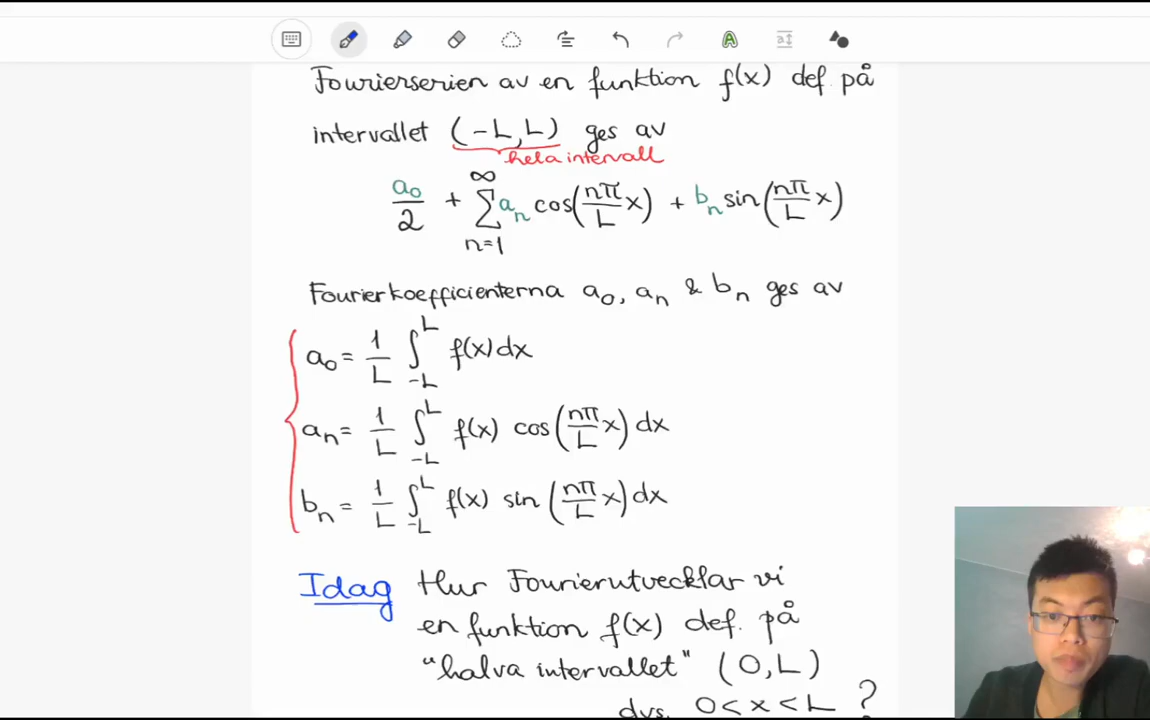 Fourierserien av en funktion f(x) def på
intervallet (-L,L) ges av
hela intervall
a₀/2 + ∑_{n=1}^{∞} aₙ cos(nπ/L x) + bₙ sin(nπ/L x)
Fourierkoefficienterna a₀, aₙ & bₙ ges av
a₀ = 1/L ∫_{-L}^{L} f(x)dx
aₙ = 1/L ∫_{-L}^{L} f(x) cos(nπ/L x) dx
bₙ = 1/L ∫_{-L}^{L} f(x) sin(nπ/L x) dx
Idag Hur Fourierutvecklar vi
en funktion f(x) def. på
"halva intervallet" (0,L)
dvs. 0<x<L ?